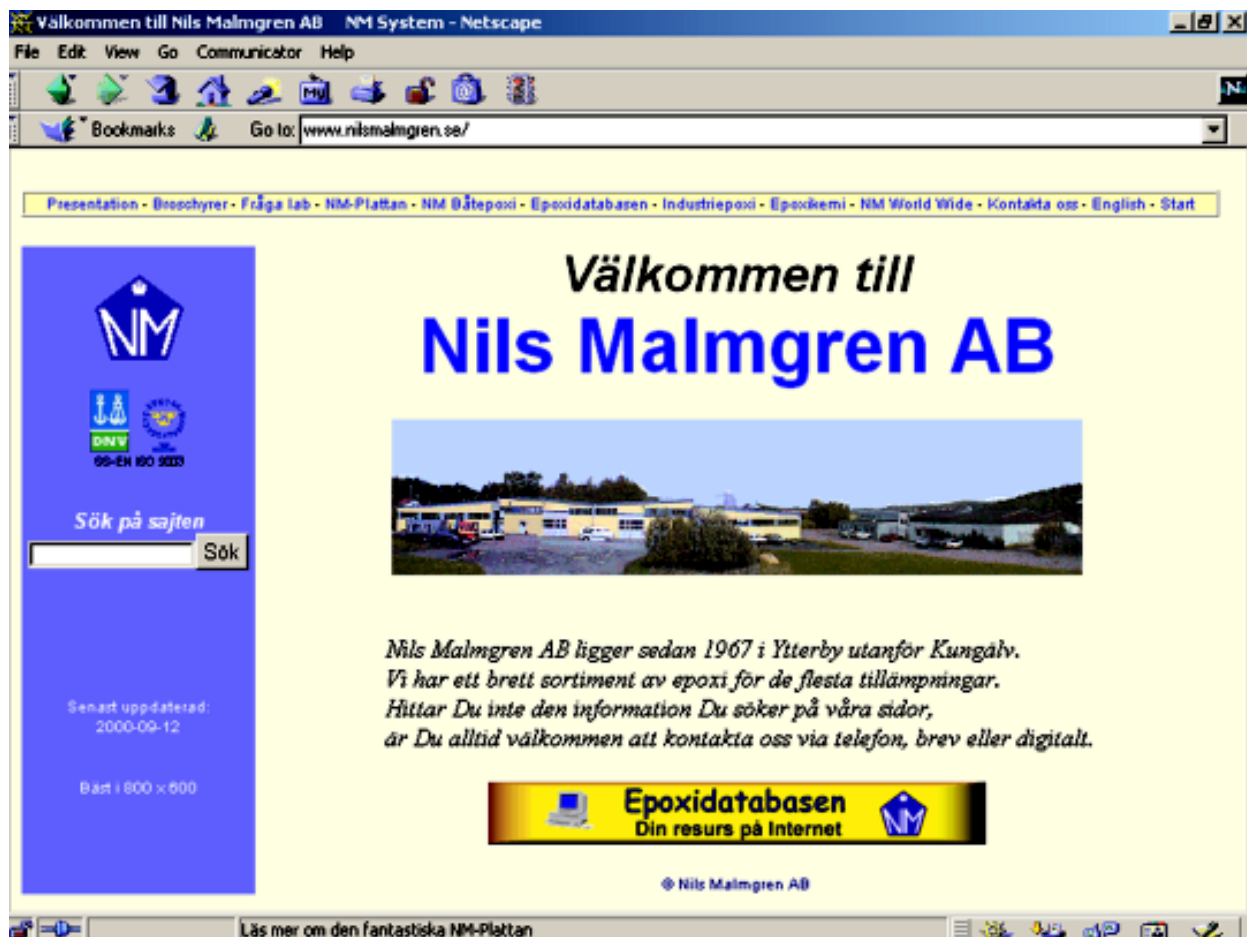 Välkommen till Nils Malmgren AB NM System - Netscape
File Edit View Go Communicator Help
My
N
Bookmarks Go to: www.nilsmalmgren.se/
Presentation - Broschyrer - Fråga lab - NM-Plattan - NM Båtepoxi - Epoxidatabasen - Industriepoxi - Epoxikemi - NM World Wide - Kontakta oss - English - Start
NM
DNV
SS-EN ISO 9003
Sök på sajten
Sök
Senast uppdaterad:
2000-09-12
Bäst i 800 × 600
Välkommen till
Nils Malmgren AB
Nils Malmgren AB ligger sedan 1967 i Ytterby utanför Kungälv.
Vi har ett brett sortiment av epoxi för de flesta tillämpningar.
Hittar Du inte den information Du söker på våra sidor,
är Du alltid välkommen att kontakta oss via telefon, brev eller digitalt.
Epoxidatabasen
Din resurs på Internet
NM
© Nils Malmgren AB
Läs mer om den fantastiska NM-Plattan